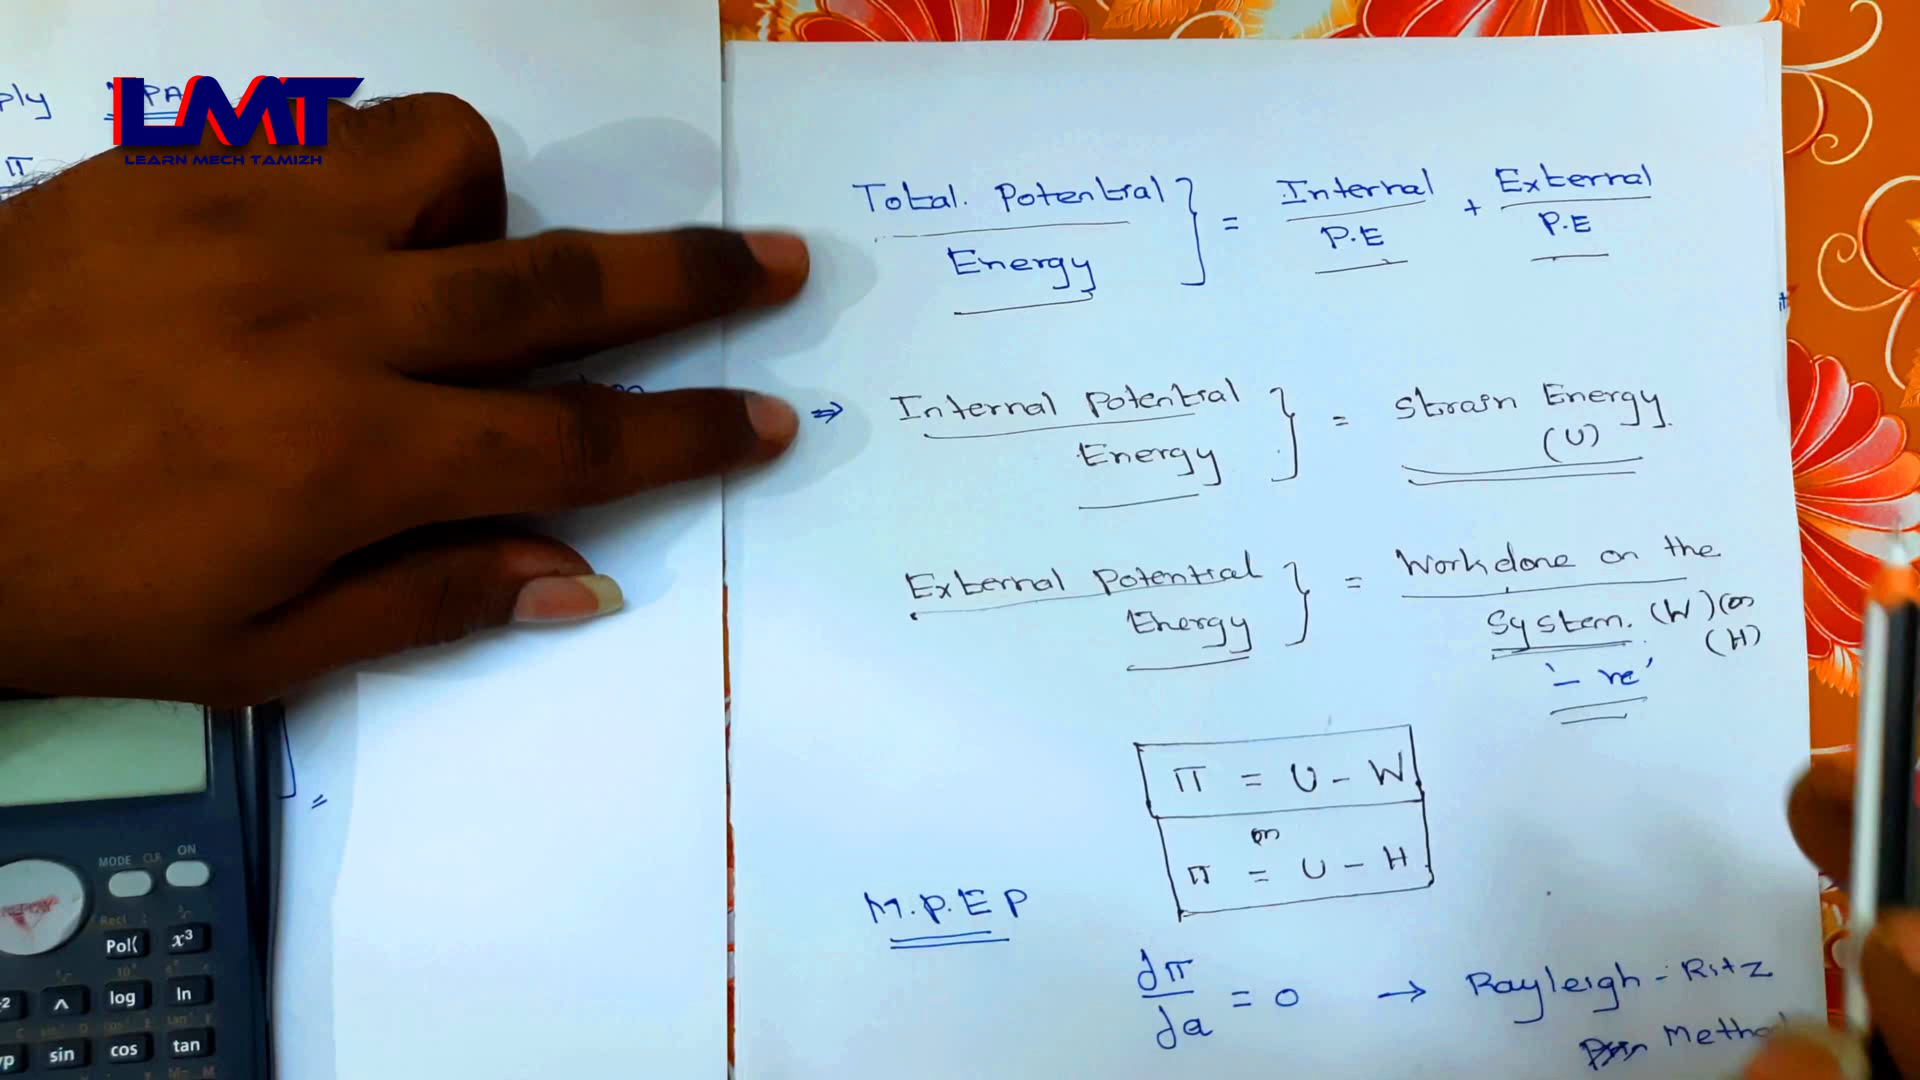 ply MPA
π
LMT
LEARN MECH TAMIZH
Total. Potential } = Internal + External
Energy P.E P.E
⇒ Internal Potential } = Strain Energy.
Energy (U)
External Potential } = Workdone on the
Energy System. (W) (or)
(H)
'- ve'
π = U - W
or
π = U - H
M.P.E.P
dπ/da = 0 → Rayleigh - Ritz
Method
=
MODE CLR ON
Pol( x³
^ log ln
sin cos tan